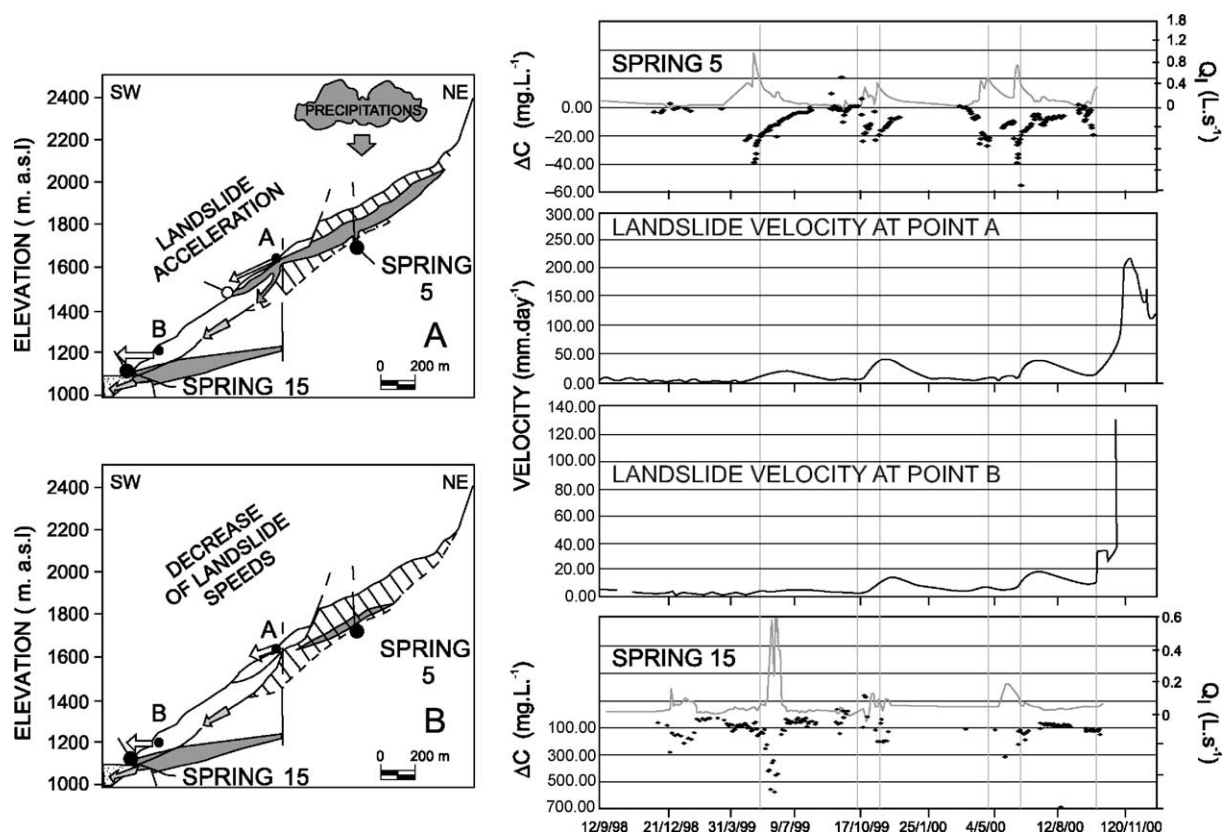 SW
NE
PRECIPITATIONS
LANDSLIDE
ACCELERATION
A
SPRING
5
A
B
SPRING 15
0 200 m
ELEVATION ( m. a.s.l)
2400
2200
2000
1800
1600
1400
1200
1000
SW
NE
DECREASE
OF LANDSLIDE
SPEEDS
A
SPRING
5
B
B
SPRING 15
0 200 m
ELEVATION ( m. a.s.l)
2400
2200
2000
1800
1600
1400
1200
1000
SPRING 5
ΔC (mg.L.⁻¹)
0.00
–20.00
–40.00
–60.00
1.8
1.2
0.8
0.4
0
Q_I (L.s⁻¹)
LANDSLIDE VELOCITY AT POINT A
300.00
250.00
200.00
150.00
100.00
50.00
0.00
VELOCITY (mm.day⁻¹)
LANDSLIDE VELOCITY AT POINT B
140.00
120.00
100.00
80.00
60.00
40.00
20.00
0.00
SPRING 15
ΔC (mg.L⁻¹)
100.00
300.00
500.00
700.00
0.6
0.4
0.2
0
Q_I (L.s⁻¹)
12/9/98 21/12/98 31/3/99 9/7/99 17/10/99 25/1/00 4/5/00 12/8/00 120/11/00